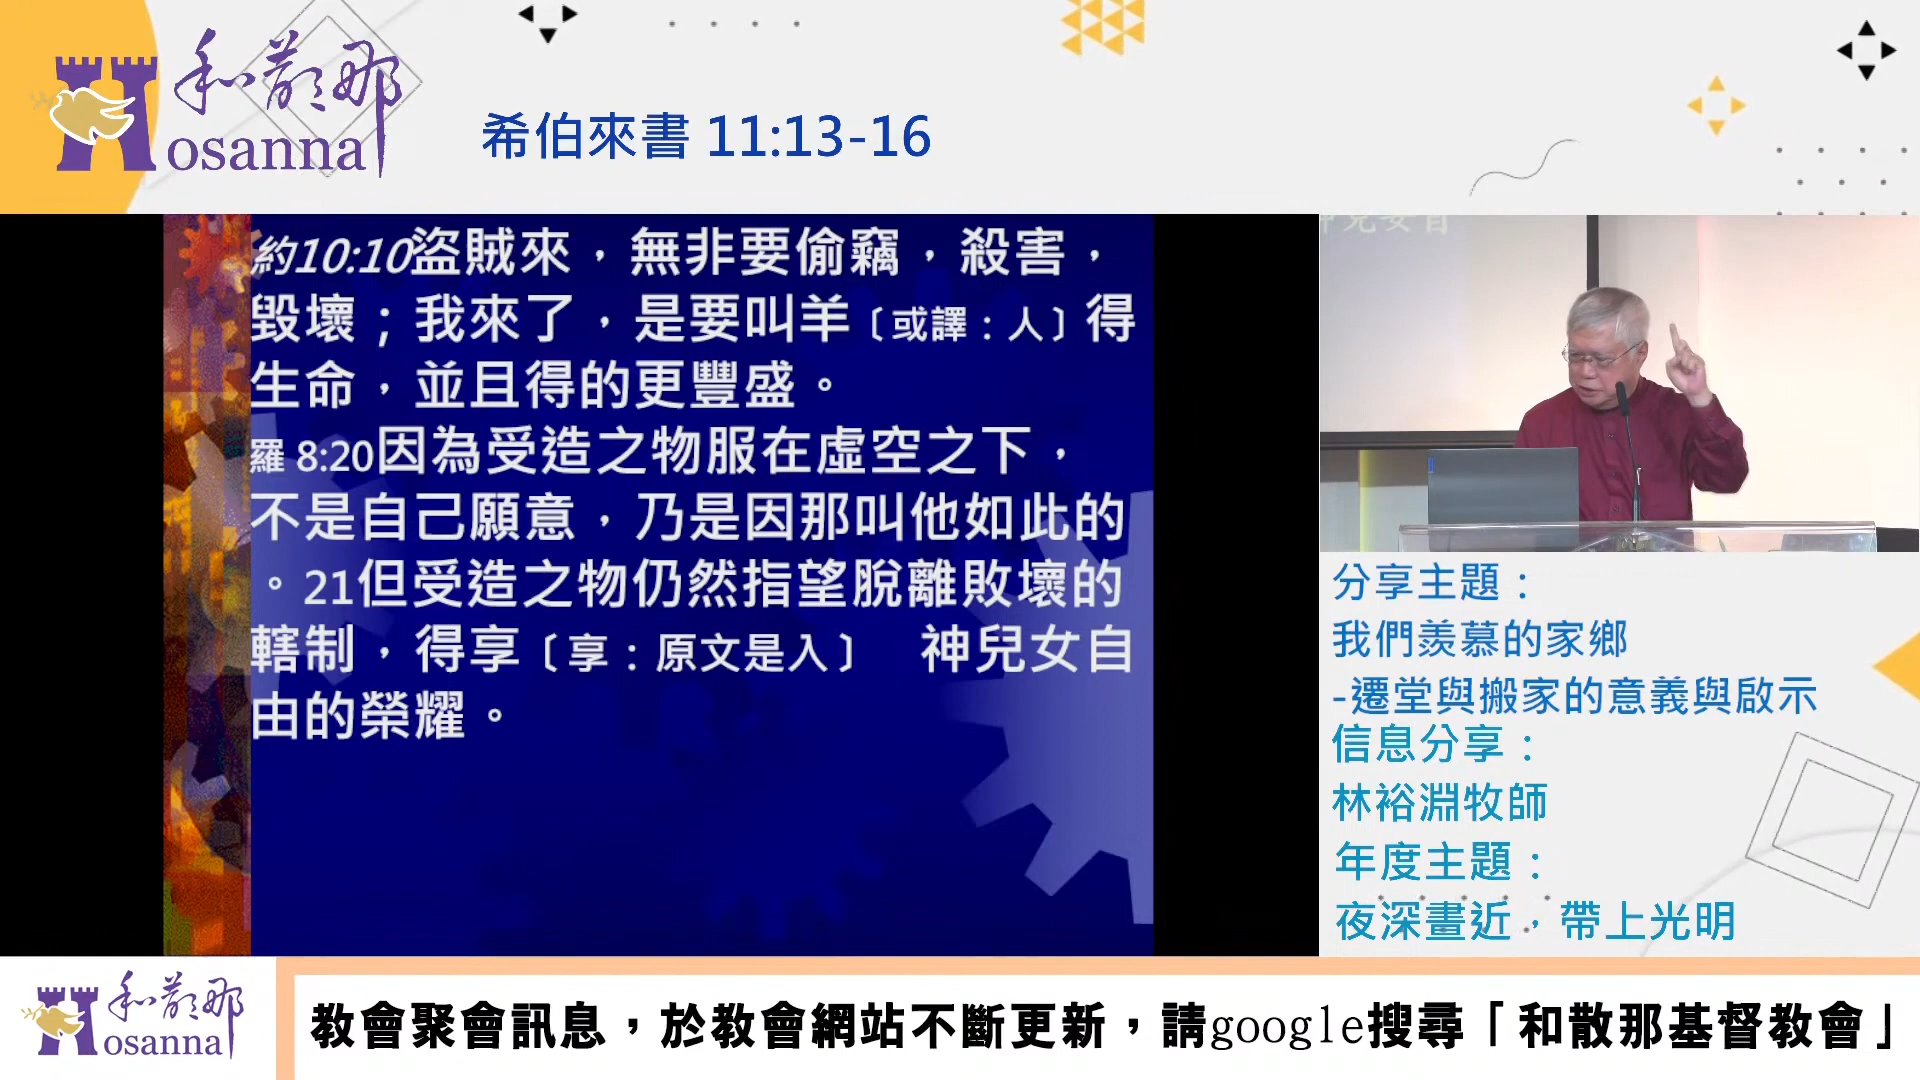 和散那
Hosanna
希伯來書 11:13-16
約10:10盜賊來，無非要偷竊，殺害，
毀壞；我來了，是要叫羊〔或譯：人〕得
生命，並且得的更豐盛。
羅 8:20因為受造之物服在虛空之下，
不是自己願意，乃是因那叫他如此的
。21但受造之物仍然指望脫離敗壞的
轄制，得享〔享：原文是入〕　神兒女自
由的榮耀。
神兒女自
分享主題：
我們羨慕的家鄉
-遷堂與搬家的意義與啟示
信息分享：
林裕淵牧師
年度主題：
夜深晝近，帶上光明
和散那
Hosanna
教會聚會訊息，於教會網站不斷更新，請google搜尋「和散那基督教會」